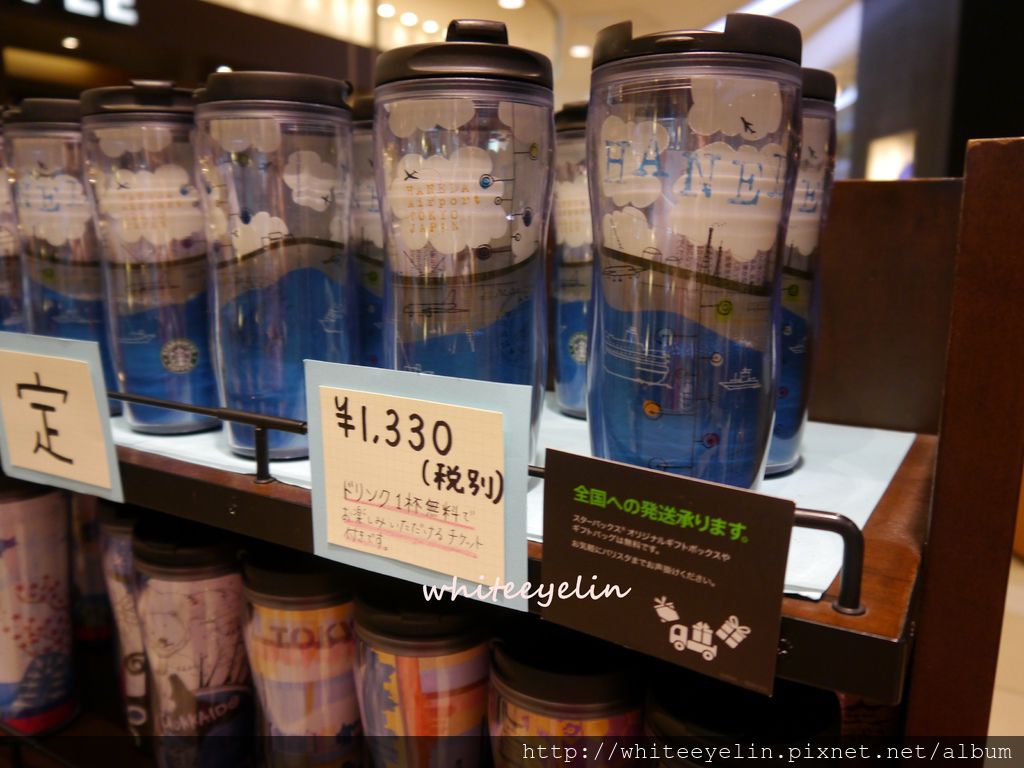 HANEDA
Airport
TOKYO
JAPAN
HANED
定
¥1,330
(税別)
ドリンク1杯無料で
お楽しみいただけるチケット
付きです。
全国への発送承ります。
スターバックス® オリジナルギフトボックスや
ギフトバッグは無料です。
お気軽にバリスタまでお声掛けください。
whiteeyelin
TOKYO
http://whiteeyelin.pixnet.net/album